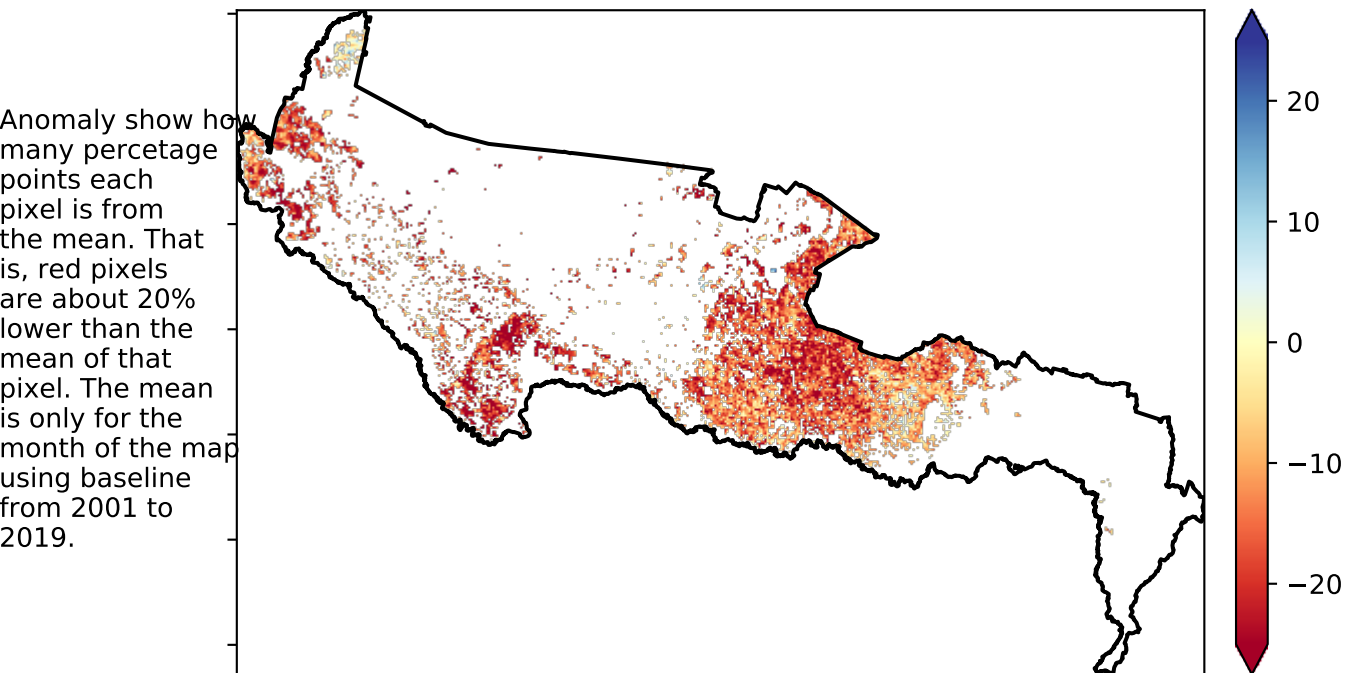 Anomaly show how
many percetage
points each
pixel is from
the mean. That
is, red pixels
are about 20%
lower than the
mean of that
pixel. The mean
is only for the
month of the map
using baseline
from 2001 to
2019.
20
10
0
−10
−20